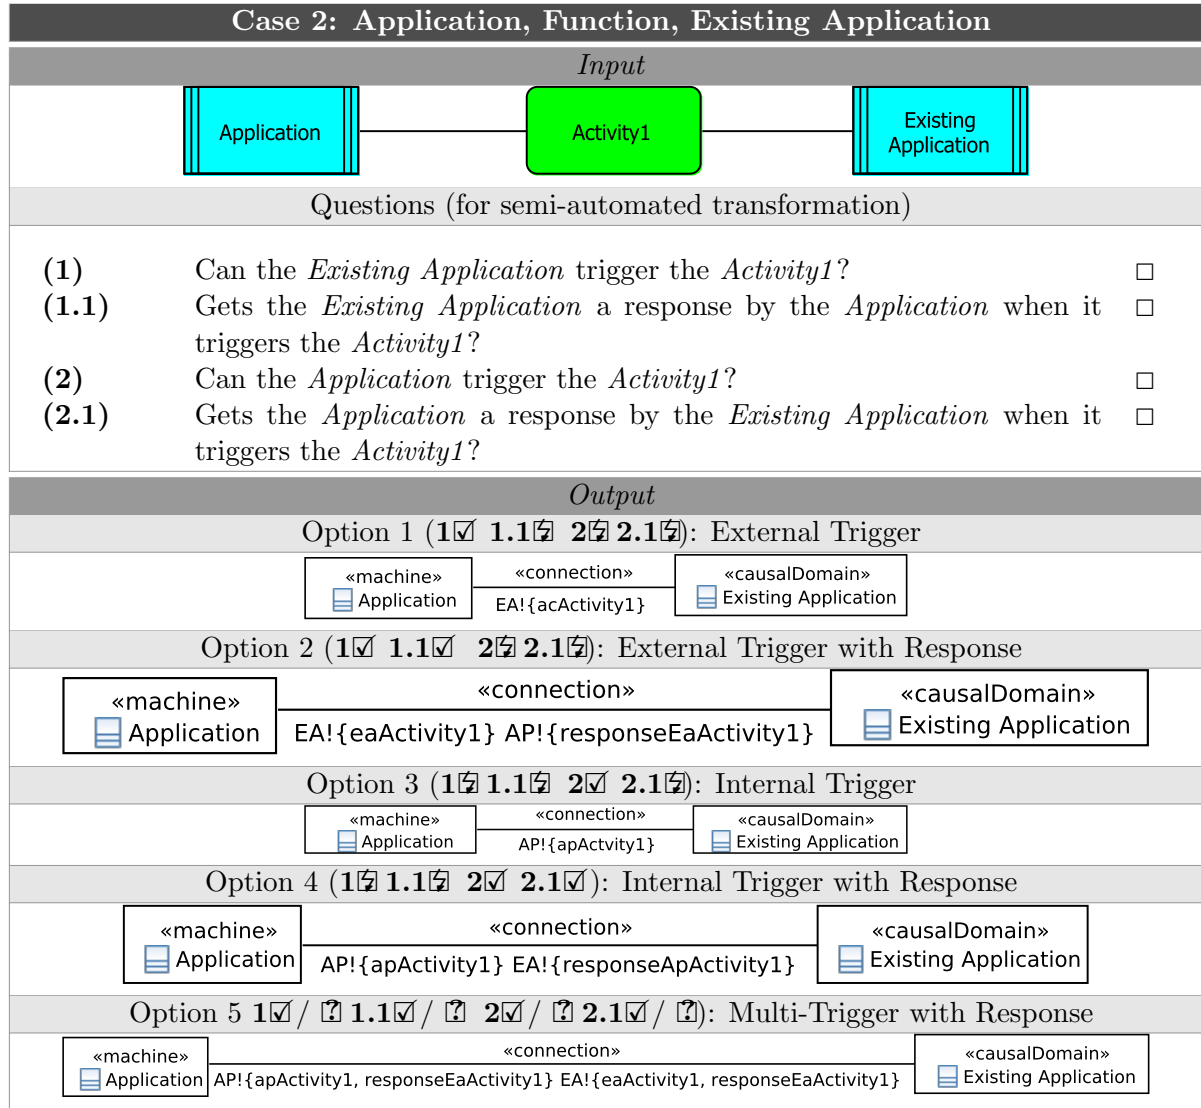 Case 2: Application, Function, Existing Application
Input
Application
Activity1
Existing
Application
Questions (for semi-automated transformation)
(1) Can the Existing Application trigger the Activity1? □
(1.1) Gets the Existing Application a response by the Application when it □
triggers the Activity1?
(2) Can the Application trigger the Activity1? □
(2.1) Gets the Application a response by the Existing Application when it □
triggers the Activity1?
Output
Option 1 (1☑ 1.1↯ 2↯ 2.1↯): External Trigger
«machine»
Application
«connection»
EA!{acActivity1}
«causalDomain»
Existing Application
Option 2 (1☑ 1.1☑ 2↯ 2.1↯): External Trigger with Response
«machine»
Application
«connection»
EA!{eaActivity1} AP!{responseEaActivity1}
«causalDomain»
Existing Application
Option 3 (1↯ 1.1↯ 2☑ 2.1↯): Internal Trigger
«machine»
Application
«connection»
AP!{apActvity1}
«causalDomain»
Existing Application
Option 4 (1↯ 1.1↯ 2☑ 2.1☑): Internal Trigger with Response
«machine»
Application
«connection»
AP!{apActivity1} EA!{responseApActivity1}
«causalDomain»
Existing Application
Option 5 1☑/ ? 1.1☑/ ? 2☑/ ? 2.1☑/ ?): Multi-Trigger with Response
«machine»
Application
«connection»
AP!{apActivity1, responseEaActivity1} EA!{eaActivity1, responseEaActivity1}
«causalDomain»
Existing Application